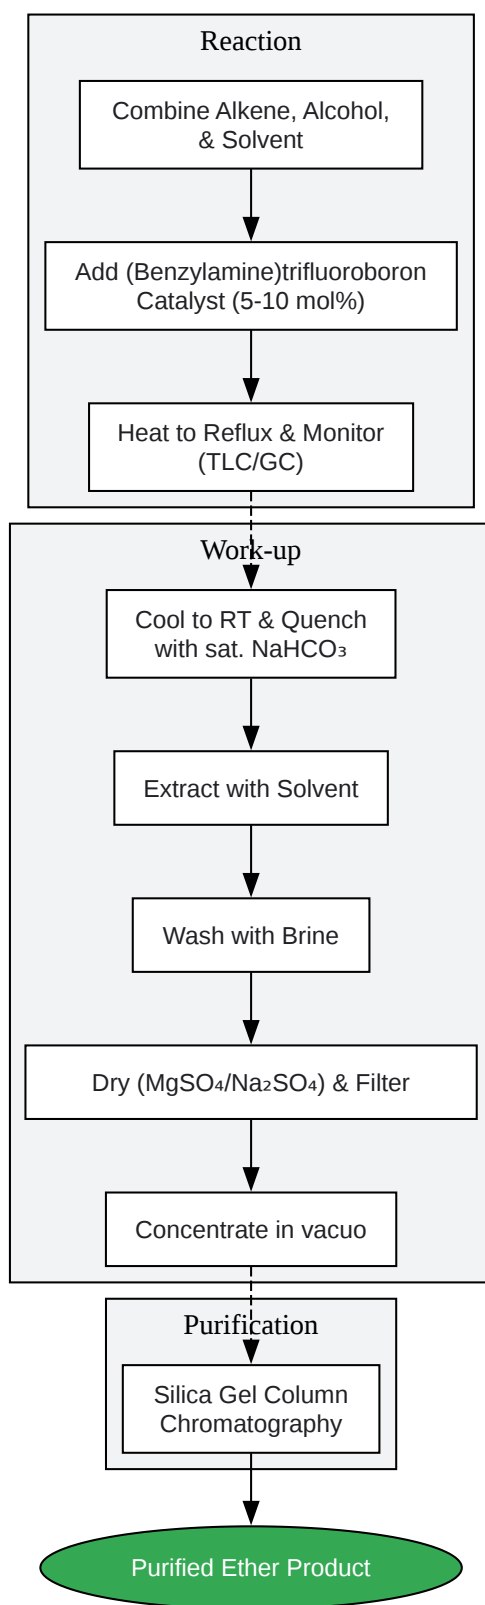 Reaction
Combine Alkene, Alcohol,
& Solvent
Add (Benzylamine)trifluoroboron
Catalyst (5-10 mol%)
Heat to Reflux & Monitor
(TLC/GC)
Work-up
Cool to RT & Quench
with sat. NaHCO₃
Extract with Solvent
Wash with Brine
Dry (MgSO₄/Na₂SO₄) & Filter
Concentrate in vacuo
Purification
Silica Gel Column
Chromatography
Purified Ether Product